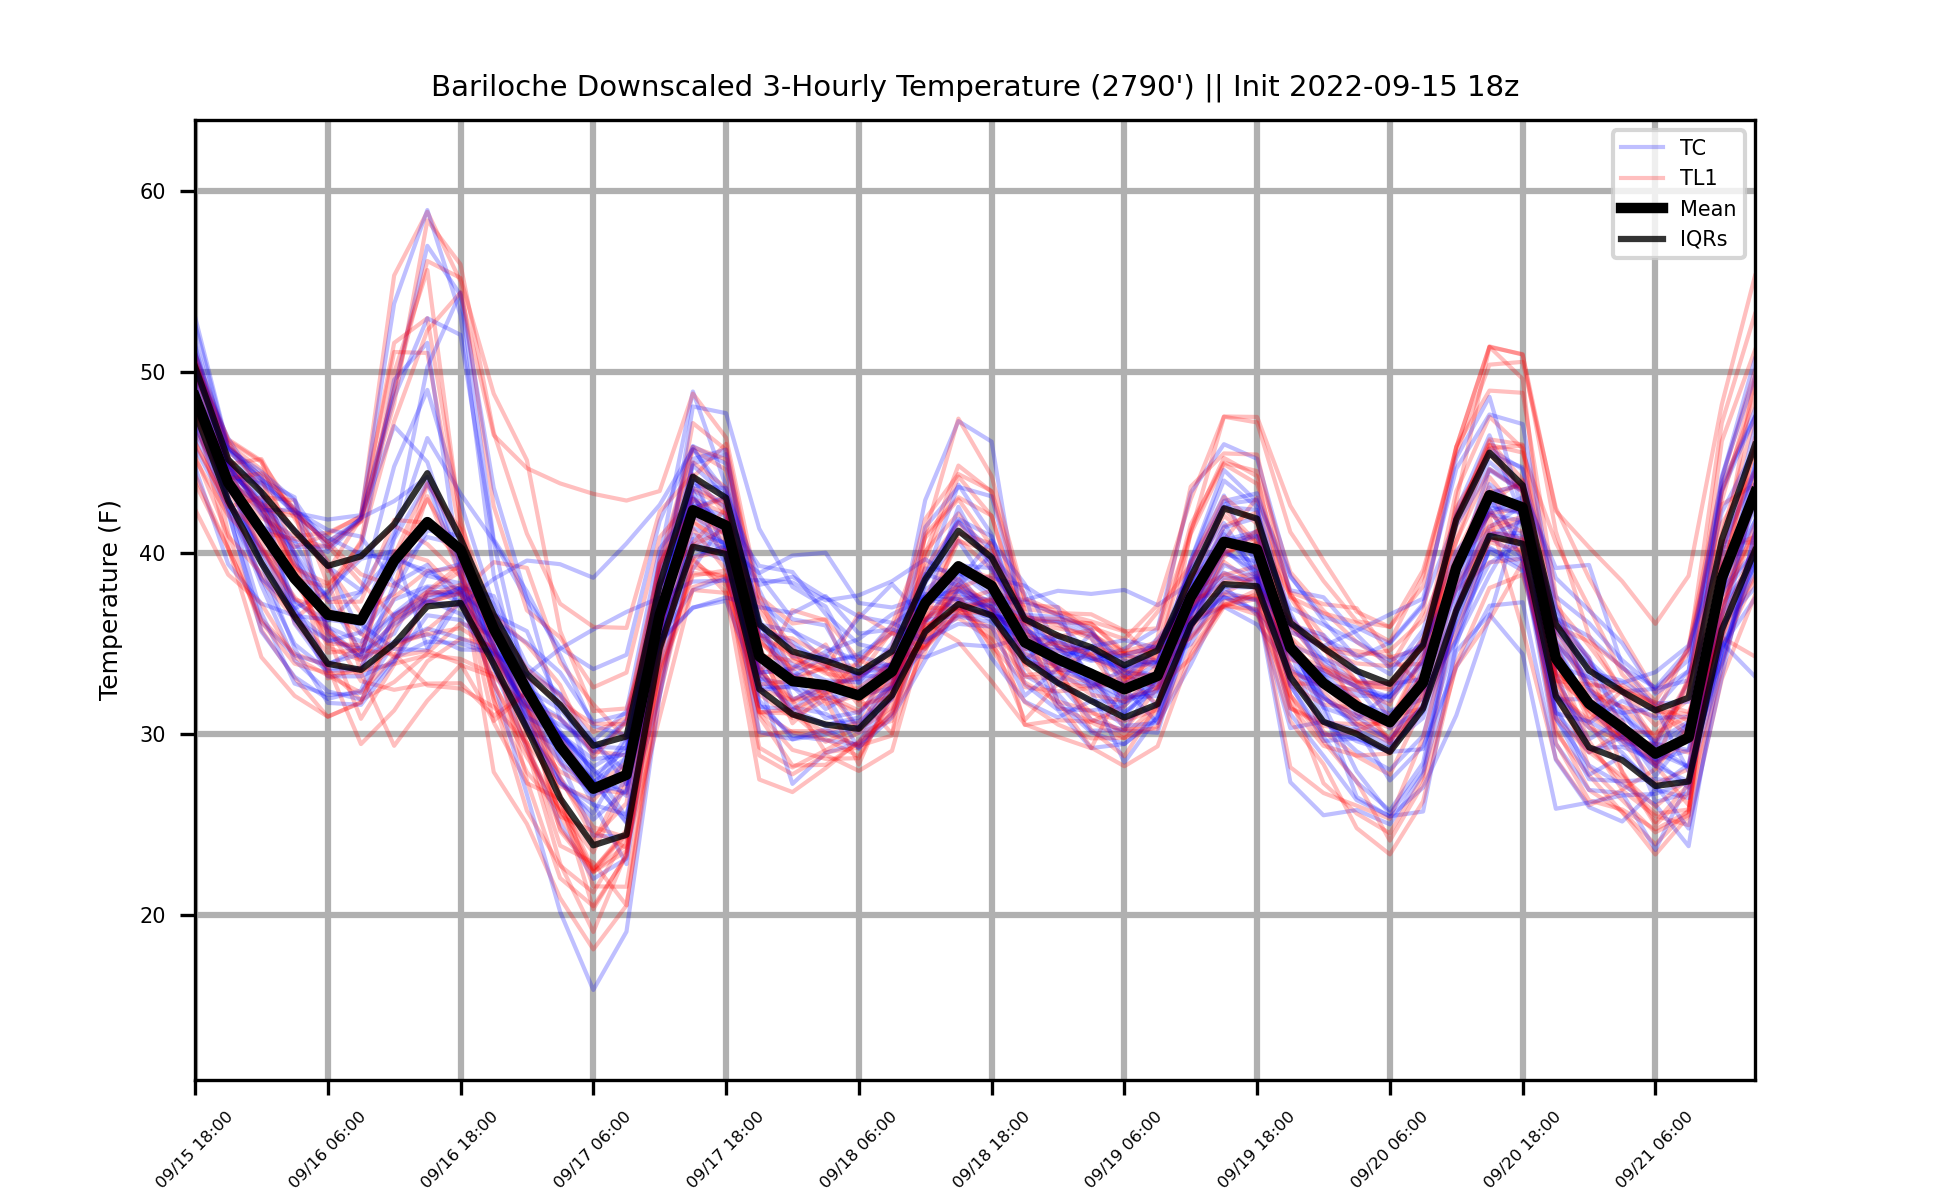 Bariloche Downscaled 3-Hourly Temperature (2790') || Init 2022-09-15 18z
TC
TL1
Mean
IQRs
Temperature (F)
60
50
40
30
20
09/15 18:00
09/16 06:00
09/16 18:00
09/17 06:00
09/17 18:00
09/18 06:00
09/18 18:00
09/19 06:00
09/19 18:00
09/20 06:00
09/20 18:00
09/21 06:00